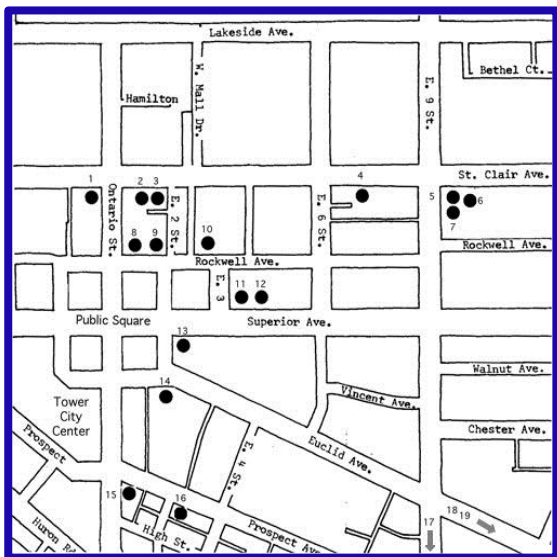 Lakeside Ave.
W. Mall Dr.
E. 9 St.
Bethel Ct.
Hamilton
St. Clair Ave.
1
2
3
4
5
6
7
Ontario St.
E. 2 St.
E. 6 St.
8
9
10
Rockwell Ave.
Rockwell Ave.
E. 3
11
12
Public Square
Superior Ave.
13
Walnut Ave.
14
Vincent Ave.
Tower
City
Center
Chester Ave.
Prospect
E. 4 St.
Euclid Ave.
15
16
17
18
19
Huron Rd
High St.
Prospect Ave